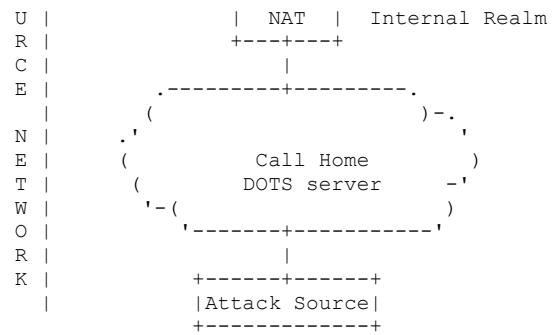 U | | NAT | Internal Realm
R | +---+---+
C | |
E | .---------+---------.
| ( )-.
N | .' '
E | ( Call Home )
T | ( DOTS server -'
W | '-( )
O | '-------+-----------'
R | |
K | +------+------+
| |Attack Source|
+-------------+